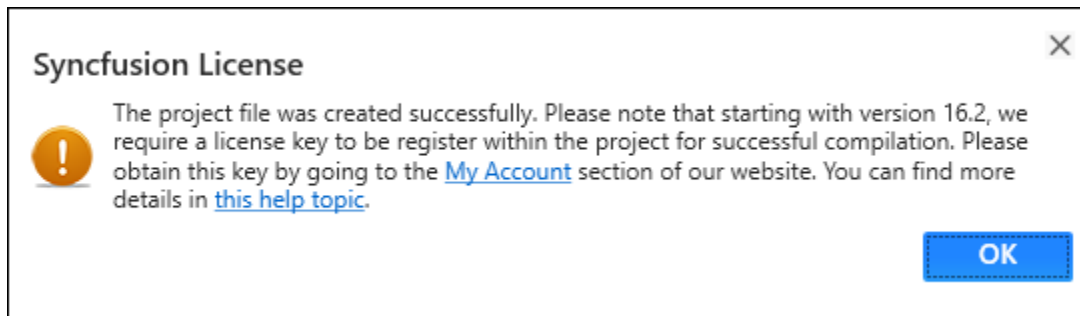 Syncfusion License
The project file was created successfully. Please note that starting with version 16.2, we
require a license key to be register within the project for successful compilation. Please
obtain this key by going to the My Account section of our website. You can find more
details in this help topic.
OK